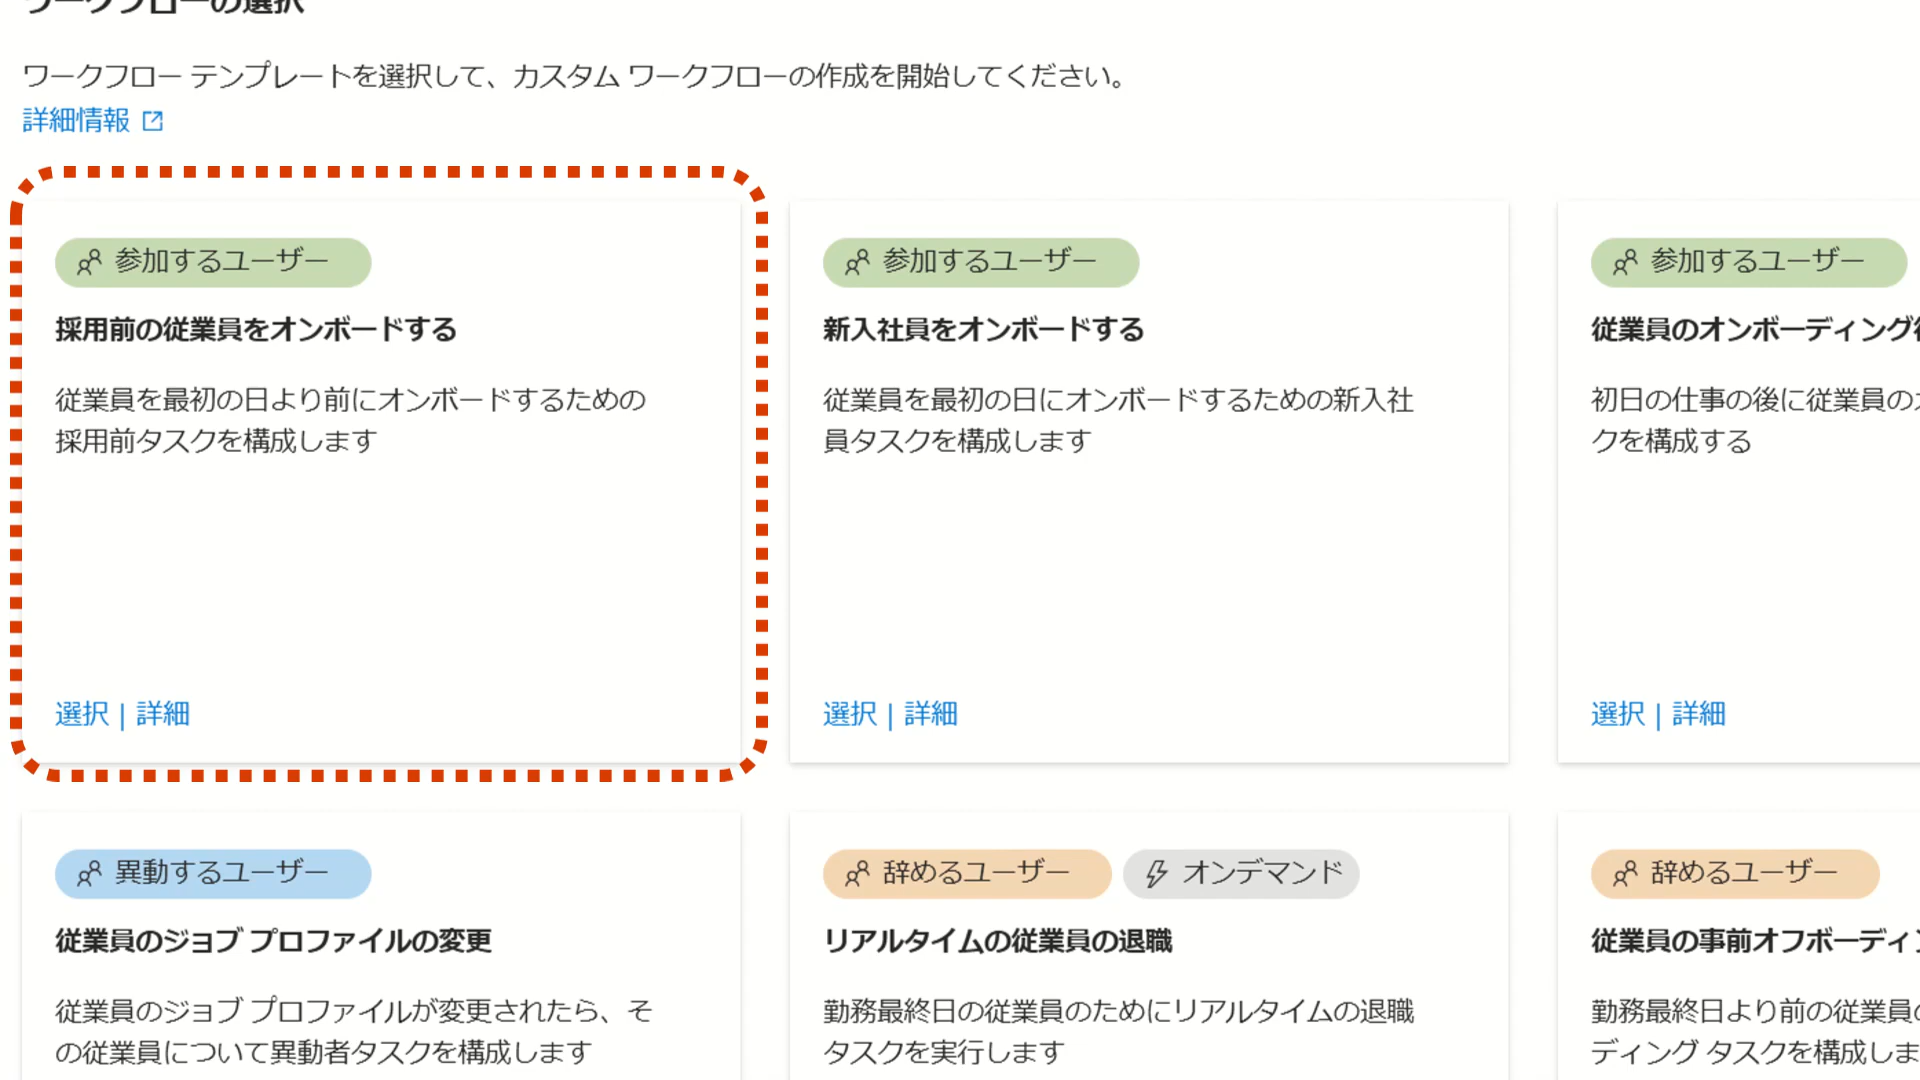 ワークフローの選択
ワークフロー テンプレートを選択して、カスタム ワークフローの作成を開始してください。
詳細情報
参加するユーザー
採用前の従業員をオンボードする
従業員を最初の日より前にオンボードするための
採用前タスクを構成します
選択 | 詳細
参加するユーザー
新入社員をオンボードする
従業員を最初の日にオンボードするための新入社
員タスクを構成します
選択 | 詳細
参加するユーザー
従業員のオンボーディング
初日の仕事の後に従業員の
クを構成する
選択 | 詳細
異動するユーザー
従業員のジョブ プロファイルの変更
従業員のジョブ プロファイルが変更されたら、そ
の従業員について異動者タスクを構成します
辞めるユーザー
オンデマンド
リアルタイムの従業員の退職
勤務最終日の従業員のためにリアルタイムの退職
タスクを実行します
辞めるユーザー
従業員の事前オフボーディ
勤務最終日より前の従業員
ディング タスクを構成しま